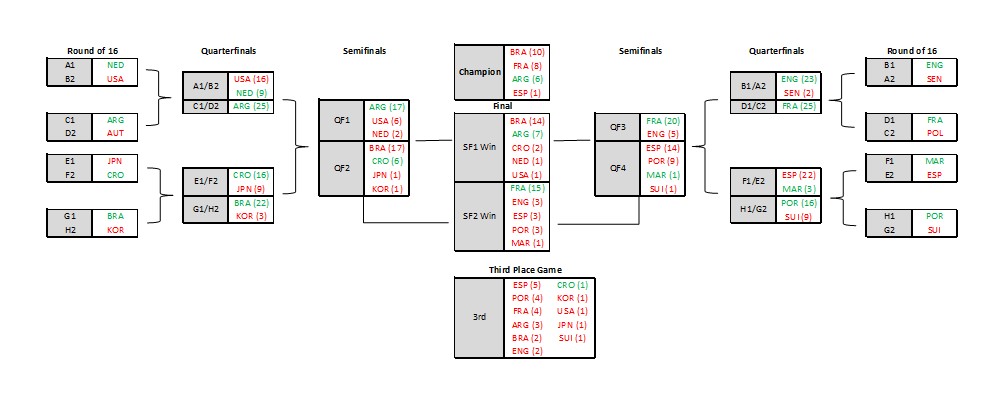 Round of 16
Quarterfinals
Semifinals
Semifinals
Quarterfinals
Round of 16
A1 NED
B2 USA
C1 ARG
D2 AUT
E1 JPN
F2 CRO
G1 BRA
H2 KOR
A1/B2
USA (16)
NED (9)
C1/D2 ARG (25)
E1/F2
CRO (16)
JPN (9)
G1/H2
BRA (22)
KOR (3)
QF1
ARG (17)
USA (6)
NED (2)
QF2
BRA (17)
CRO (6)
JPN (1)
KOR (1)
Champion
BRA (10)
FRA (8)
ARG (6)
ESP (1)
Final
SF1 Win
BRA (14)
ARG (7)
CRO (2)
NED (1)
USA (1)
SF2 Win
FRA (15)
ENG (3)
ESP (3)
POR (3)
MAR (1)
Third Place Game
3rd
ESP (5) CRO (1)
POR (4) KOR (1)
FRA (4) USA (1)
ARG (3) JPN (1)
BRA (2) SUI (1)
ENG (2)
QF3
FRA (20)
ENG (5)
QF4
ESP (14)
POR (9)
MAR (1)
SUI (1)
B1/A2
ENG (23)
SEN (2)
D1/C2 FRA (25)
F1/E2
ESP (22)
MAR (3)
H1/G2
POR (16)
SUI (9)
B1 ENG
A2 SEN
D1 FRA
C2 POL
F1 MAR
E2 ESP
H1 POR
G2 SUI